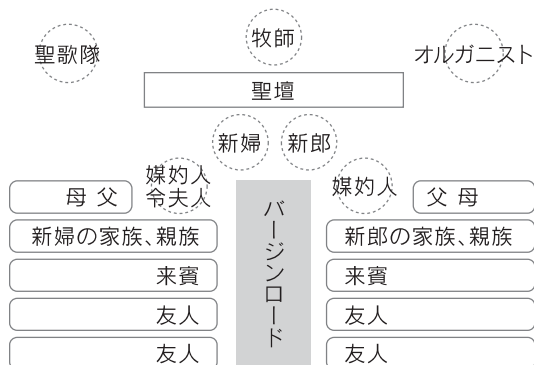 牧師
聖歌隊
オルガニスト
聖壇
新婦
新郎
媒妁人
令夫人
媒妁人
母 父
父 母
バージンロード
新婦の家族、親族
新郎の家族、親族
来賓
来賓
友人
友人
友人
友人